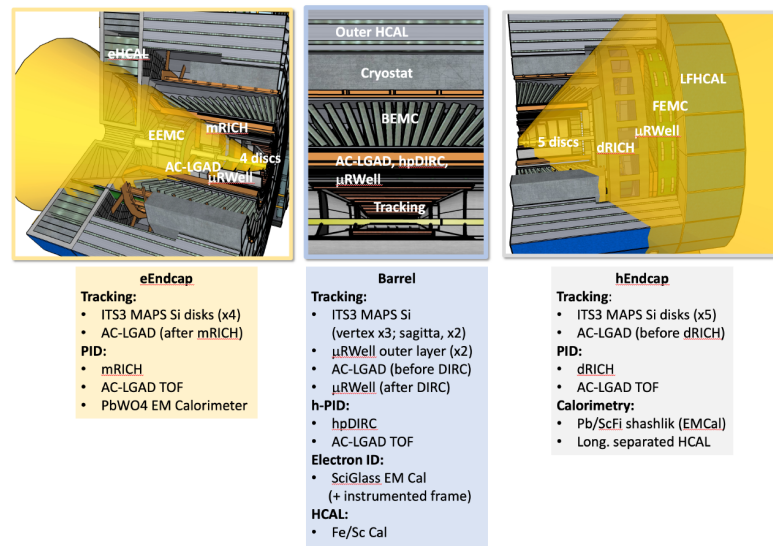 eHCAL
EEMC
mRICH
AC-LGAD
4 discs
μRWell
Outer HCAL
Cryostat
BEMC
AC-LGAD, hpDIRC,
μRWell
Tracking
LFHCAL
FEMC
μRWell
5 discs
dRICH
eEndcap
Tracking:
• ITS3 MAPS Si disks (x4)
• AC-LGAD (after mRICH)
PID:
• mRICH
• AC-LGAD TOF
• PbWO4 EM Calorimeter
Barrel
Tracking:
• ITS3 MAPS Si
(vertex x3; sagitta, x2)
• μRWell outer layer (x2)
• AC-LGAD (before DIRC)
• μRWell (after DIRC)
h-PID:
• hpDIRC
• AC-LGAD TOF
Electron ID:
• SciGlass EM Cal
(+ instrumented frame)
HCAL:
• Fe/Sc Cal
hEndcap
Tracking:
• ITS3 MAPS Si disks (x5)
• AC-LGAD (before dRICH)
PID:
• dRICH
• AC-LGAD TOF
Calorimetry:
• Pb/ScFi shashlik (EMCal)
• Long. separated HCAL